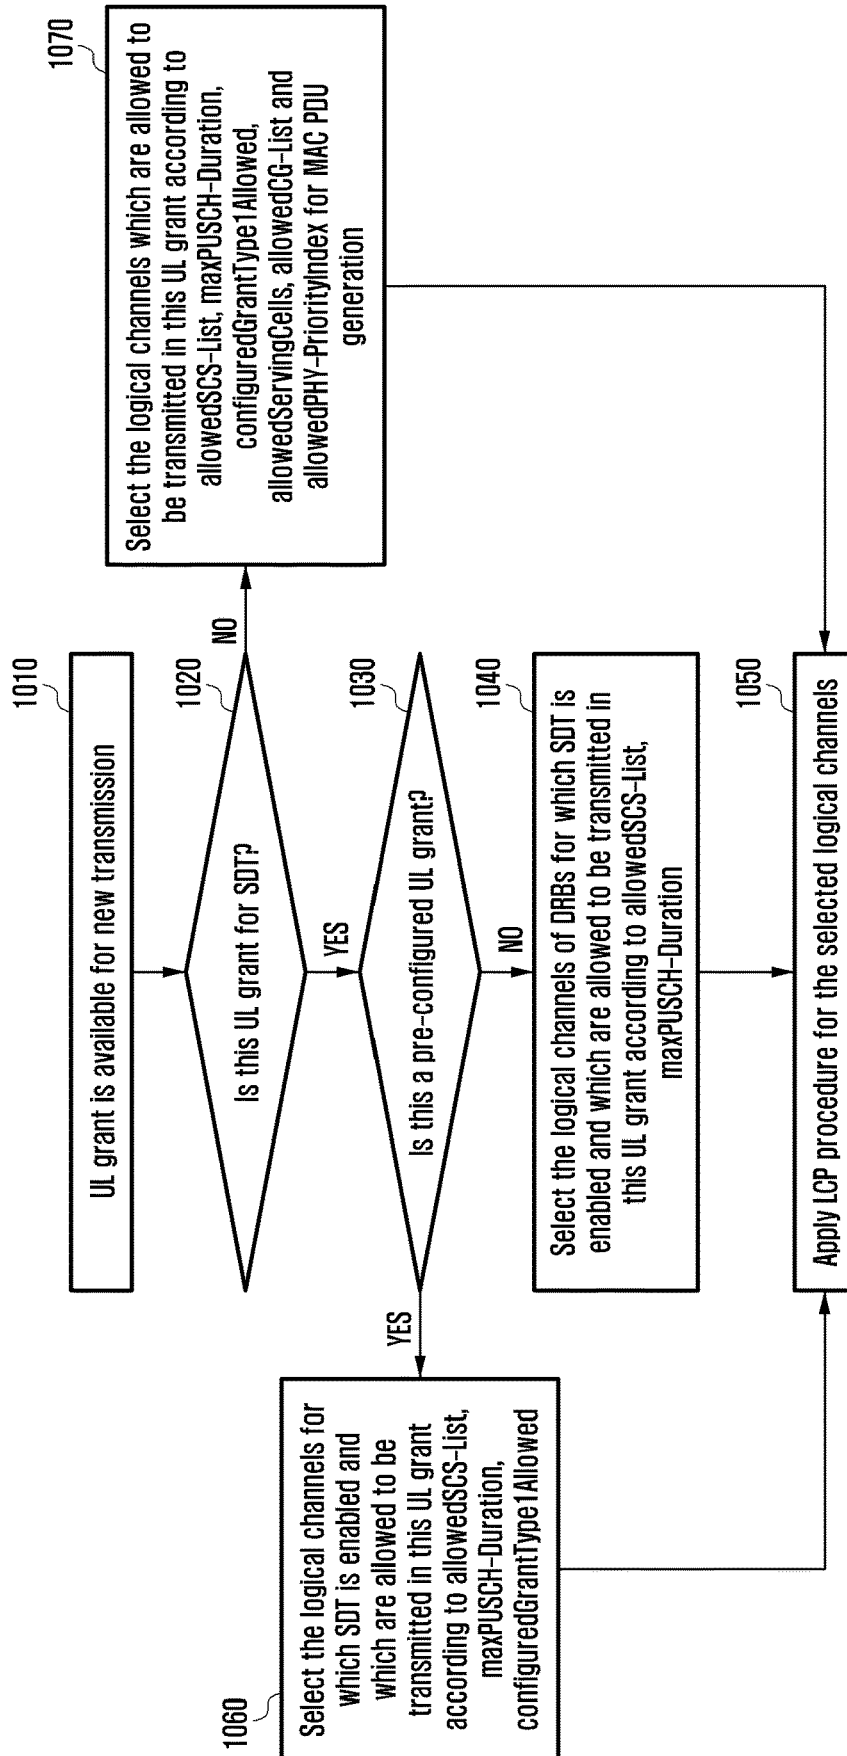 1010
UL grant is available for new transmission
1020
Is this UL grant for SDT?
NO
1070
Select the logical channels which are allowed to
be transmitted in this UL grant according to
allowedSCS-List, maxPUSCH-Duration,
configuredGrantType1Allowed,
allowedServingCells, allowedCG-List and
allowedPHY-PriorityIndex for MAC PDU
generation
YES
1030
Is this a pre-configured UL grant?
YES
1060
Select the logical channels for
which SDT is enabled and
which are allowed to be
transmitted in this UL grant
according to allowedSCS-List,
maxPUSCH-Duration,
configuredGrantType1Allowed
NO
1040
Select the logical channels of DRBs for which SDT is
enabled and which are allowed to be transmitted in
this UL grant according to allowedSCS-List,
maxPUSCH-Duration
1050
Apply LCP procedure for the selected logical channels